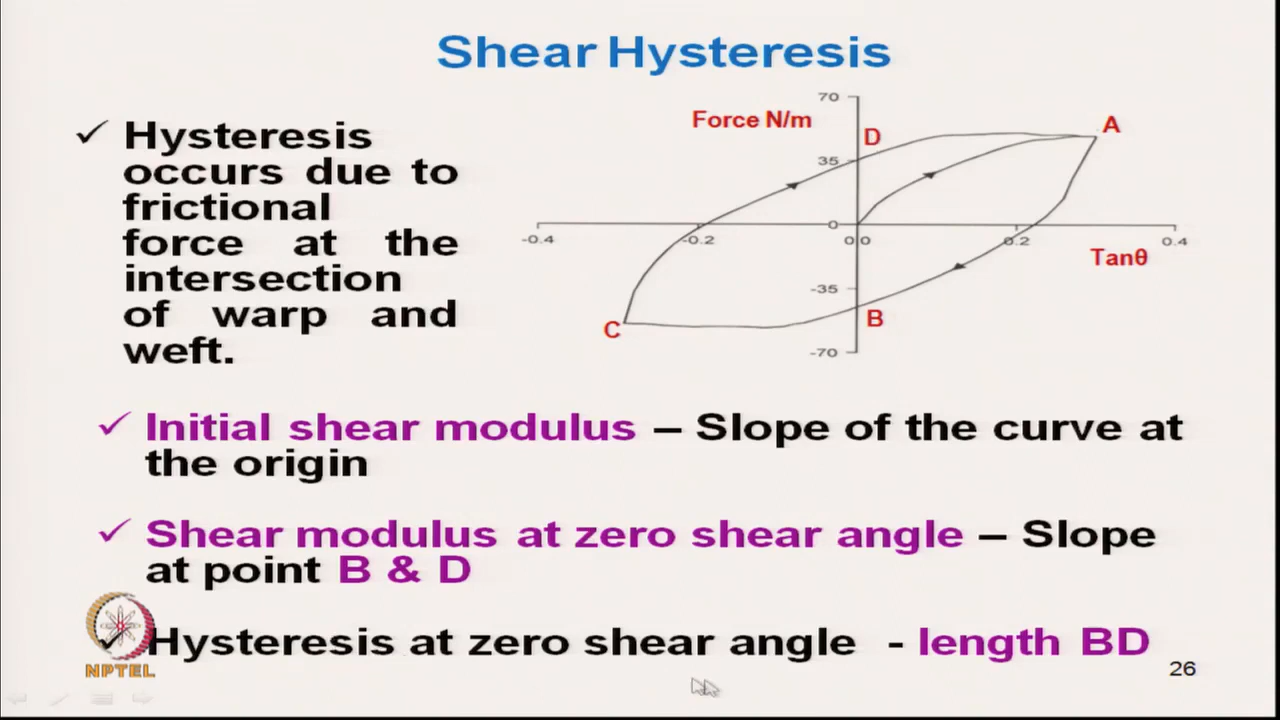 Shear Hysteresis
✓ Hysteresis
occurs due to
frictional
force at the
intersection
of warp and
weft.
70
Force N/m
A
D
35
0
-0.4
-0.2
0.0
0.2
0.4
Tanθ
-35
B
C
-70
✓ Initial shear modulus – Slope of the curve at
the origin
✓ Shear modulus at zero shear angle – Slope
at point B & D
✓ Hysteresis at zero shear angle - length BD
NPTEL
26